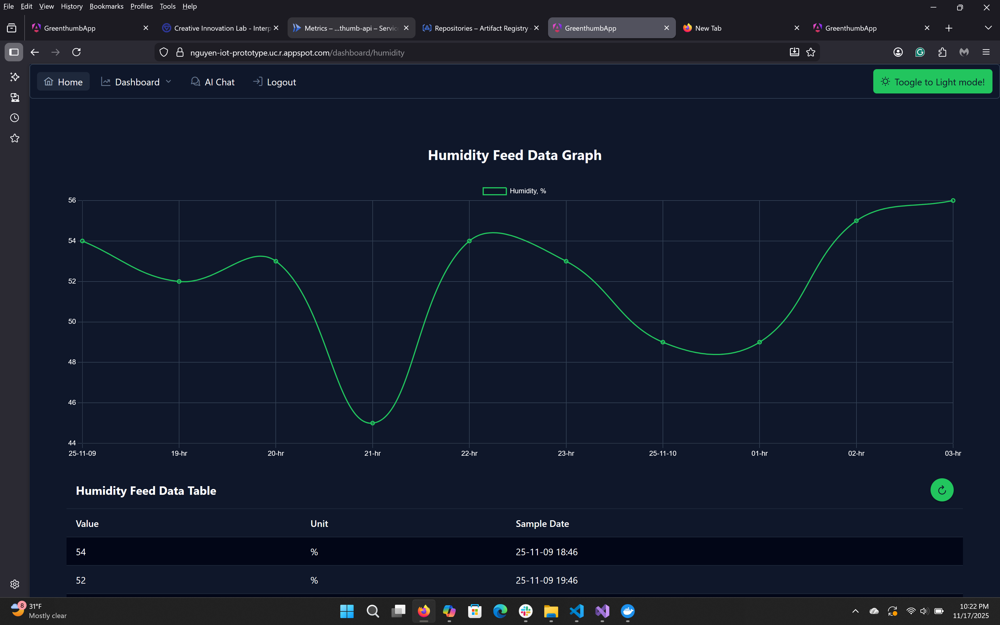 File Edit View History Bookmarks Profiles Tools Help
GreenthumbApp Creative Innovation Lab - Interp Metrics – ...thumb-api – Servic Repositories – Artifact Registry - GreenthumbApp New Tab GreenthumbApp
nguyen-iot-prototype.uc.r.appspot.com/dashboard/humidity
Home Dashboard AI Chat Logout Toogle to Light mode!
Humidity Feed Data Graph
Humidity, %
56
54
52
50
48
46
44
25-11-09 19-hr 20-hr 21-hr 22-hr 23-hr 25-11-10 01-hr 02-hr 03-hr
Humidity Feed Data Table
Value Unit Sample Date
54 % 25-11-09 18:46
52 % 25-11-09 19:46
8 31°F
Mostly clear
10:22 PM
11/17/2025